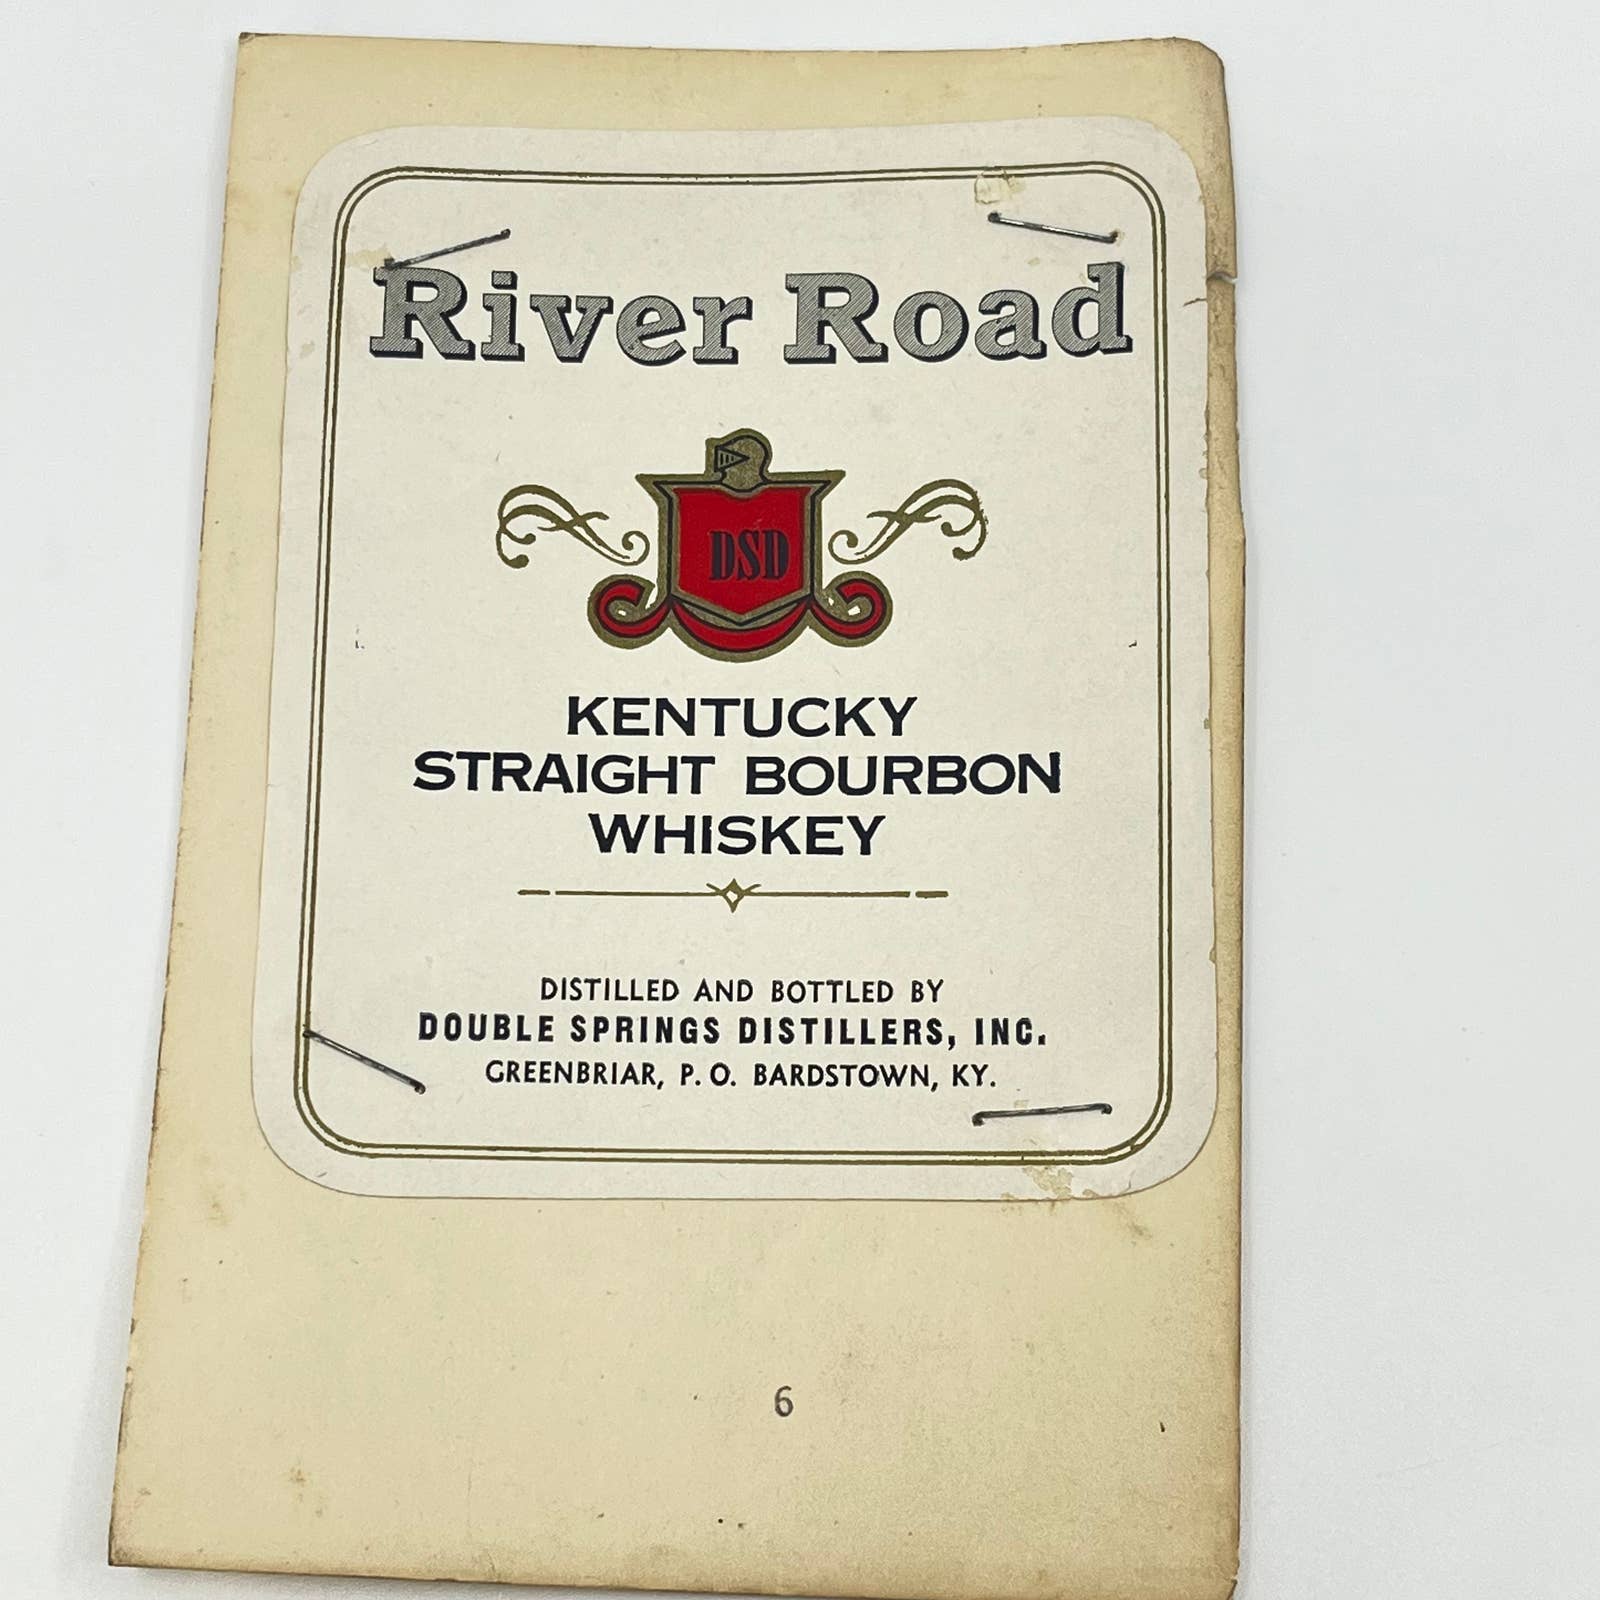 River Road
DSD
KENTUCKY
STRAIGHT BOURBON
WHISKEY
DISTILLED AND BOTTLED BY
DOUBLE SPRINGS DISTILLERS, INC.
GREENBRIAR, P. O. BARDSTOWN, KY.
6